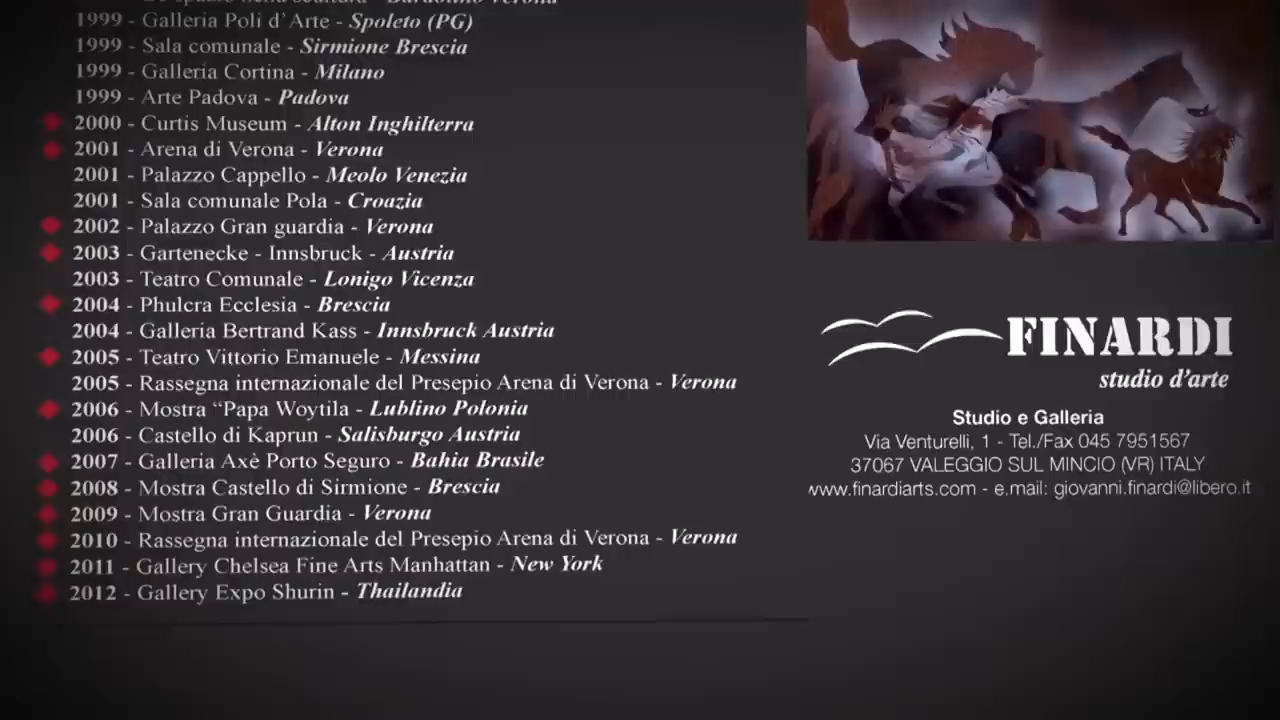 1999 - Galleria Poli d'Arte - Spoleto (PG)
1999 - Sala comunale - Sirmione Brescia
1999 - Galleria Cortina - Milano
1999 - Arte Padova - Padova
2000 - Curtis Museum - Alton Inghilterra
2001 - Arena di Verona - Verona
2001 - Palazzo Cappello - Meolo Venezia
2001 - Sala comunale Pola - Croazia
2002 - Palazzo Gran guardia - Verona
2003 - Gartenecke - Innsbruck - Austria
2003 - Teatro Comunale - Lonigo Vicenza
2004 - Phulcra Ecclesia - Brescia
2004 - Galleria Bertrand Kass - Innsbruck Austria
2005 - Teatro Vittorio Emanuele - Messina
2005 - Rassegna internazionale del Presepio Arena di Verona - Verona
2006 - Mostra “Papa Woytila - Lublino Polonia
2006 - Castello di Kaprun - Salisburgo Austria
2007 - Galleria Axè Porto Seguro - Bahia Brasile
2008 - Mostra Castello di Sirmione - Brescia
2009 - Mostra Gran Guardia - Verona
2010 - Rassegna internazionale del Presepio Arena di Verona - Verona
2011 - Gallery Chelsea Fine Arts Manhattan - New York
2012 - Gallery Expo Shurin - Thailandia
FINARDI
studio d'arte
Studio e Galleria
Via Venturelli, 1 - Tel./Fax 045 7951567
37067 VALEGGIO SUL MINCIO (VR) ITALY
www.finardiarts.com - e.mail: giovanni.finardi@libero.it